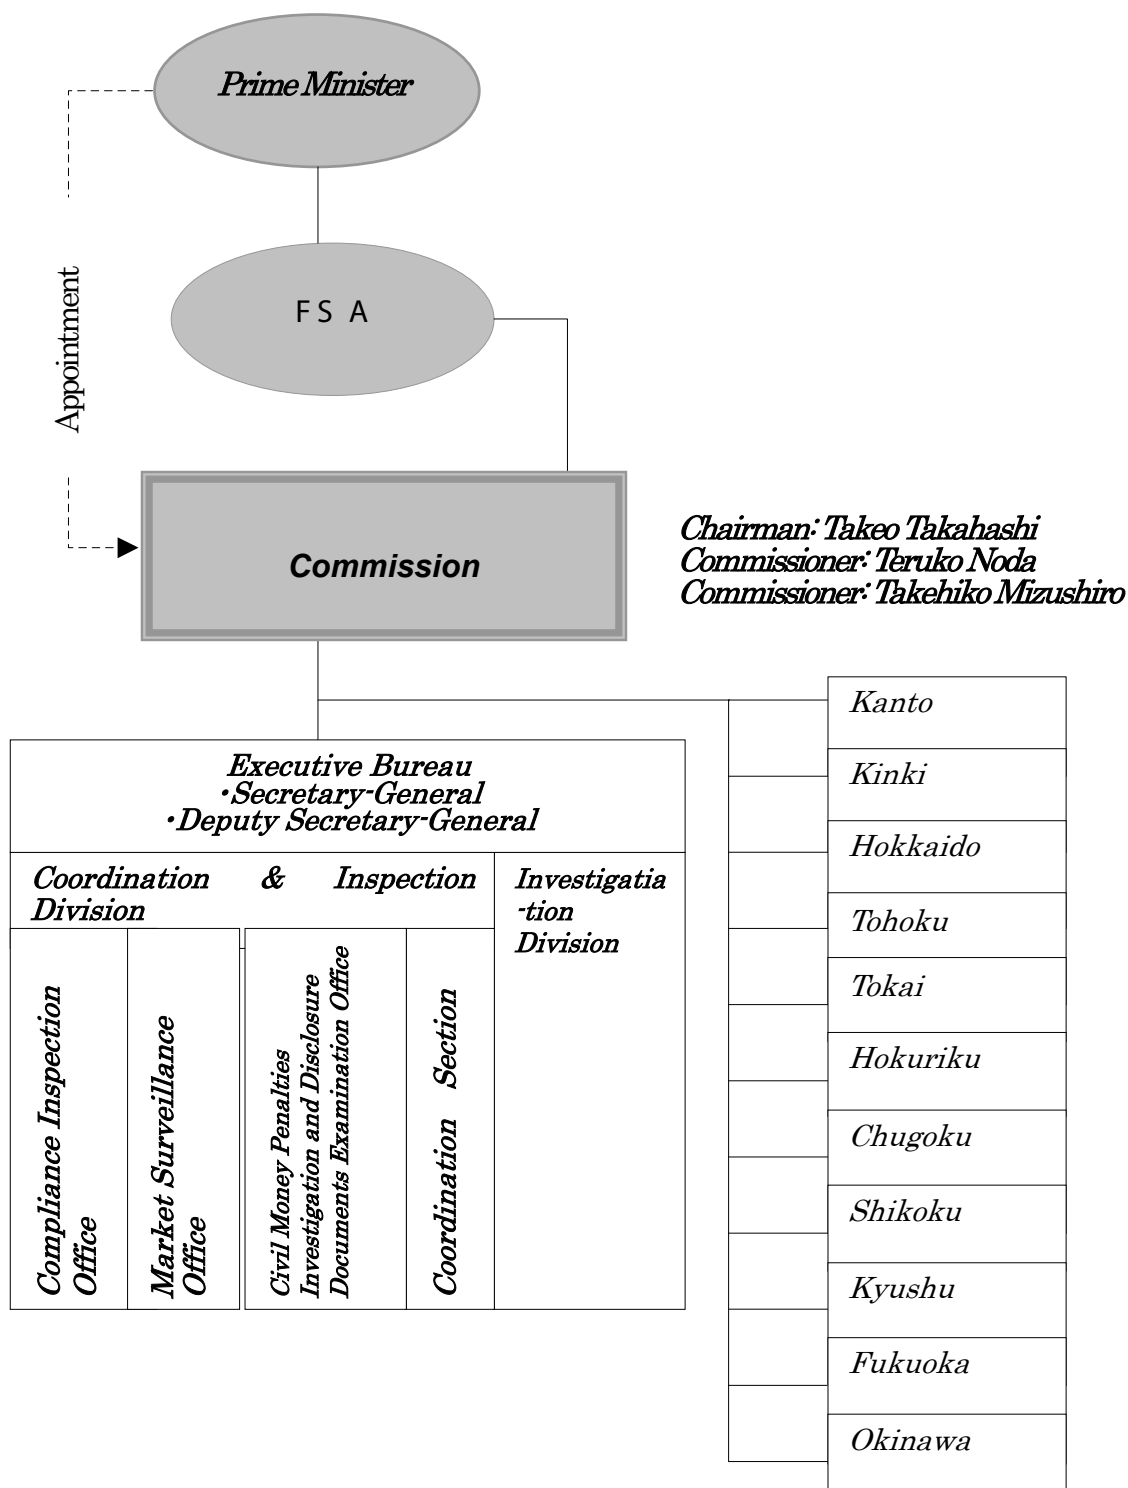 Prime Minister
Appointment
FS A
Commission
Chairman: Takeo Takahashi
Commissioner: Teruko Noda
Commissioner: Takehiko Mizushiro
Executive Bureau
・Secretary-General
・Deputy Secretary-General
Coordination & Inspection
Division
Investigatia
-tion
Division
Compliance Inspection
Office
Market Surveillance
Office
Civil Money Penalties
Investigation and Disclosure
Documents Examination Office
Coordination Section
Kanto
Kinki
Hokkaido
Tohoku
Tokai
Hokuriku
Chugoku
Shikoku
Kyushu
Fukuoka
Okinawa